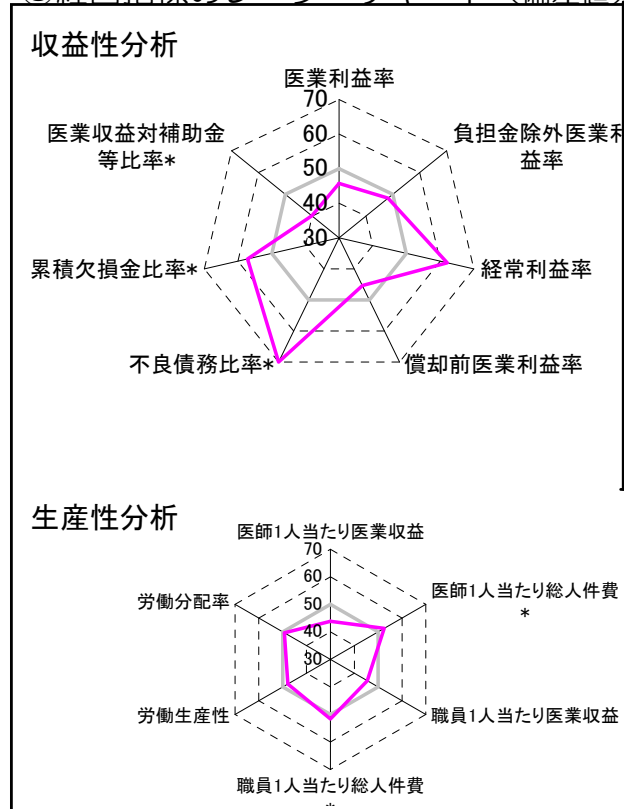 収益性分析
医業利益率
70
60
50
40
30
医業収益対補助金
等比率*
負担金除外医業利
益率
累積欠損金比率*
経常利益率
不良債務比率*
償却前医業利益率
生産性分析
医師1人当たり医業収益
70
60
50
40
30
労働分配率
医師1人当たり総人件費
*
労働生産性
職員1人当たり医業収益
職員1人当たり総人件費